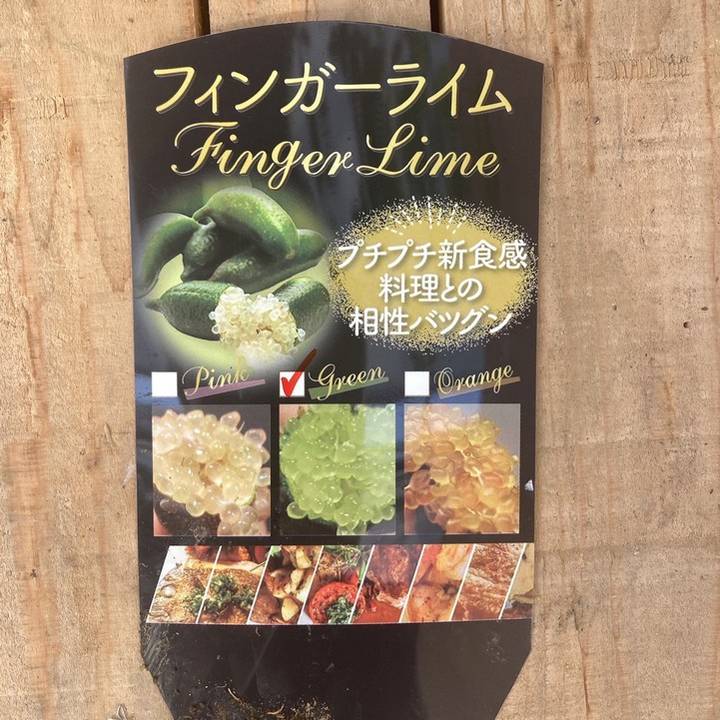 フィンガーライム
Finger Lime
プチプチ新食感
料理との
相性バツグン
Pink
Green
Orange